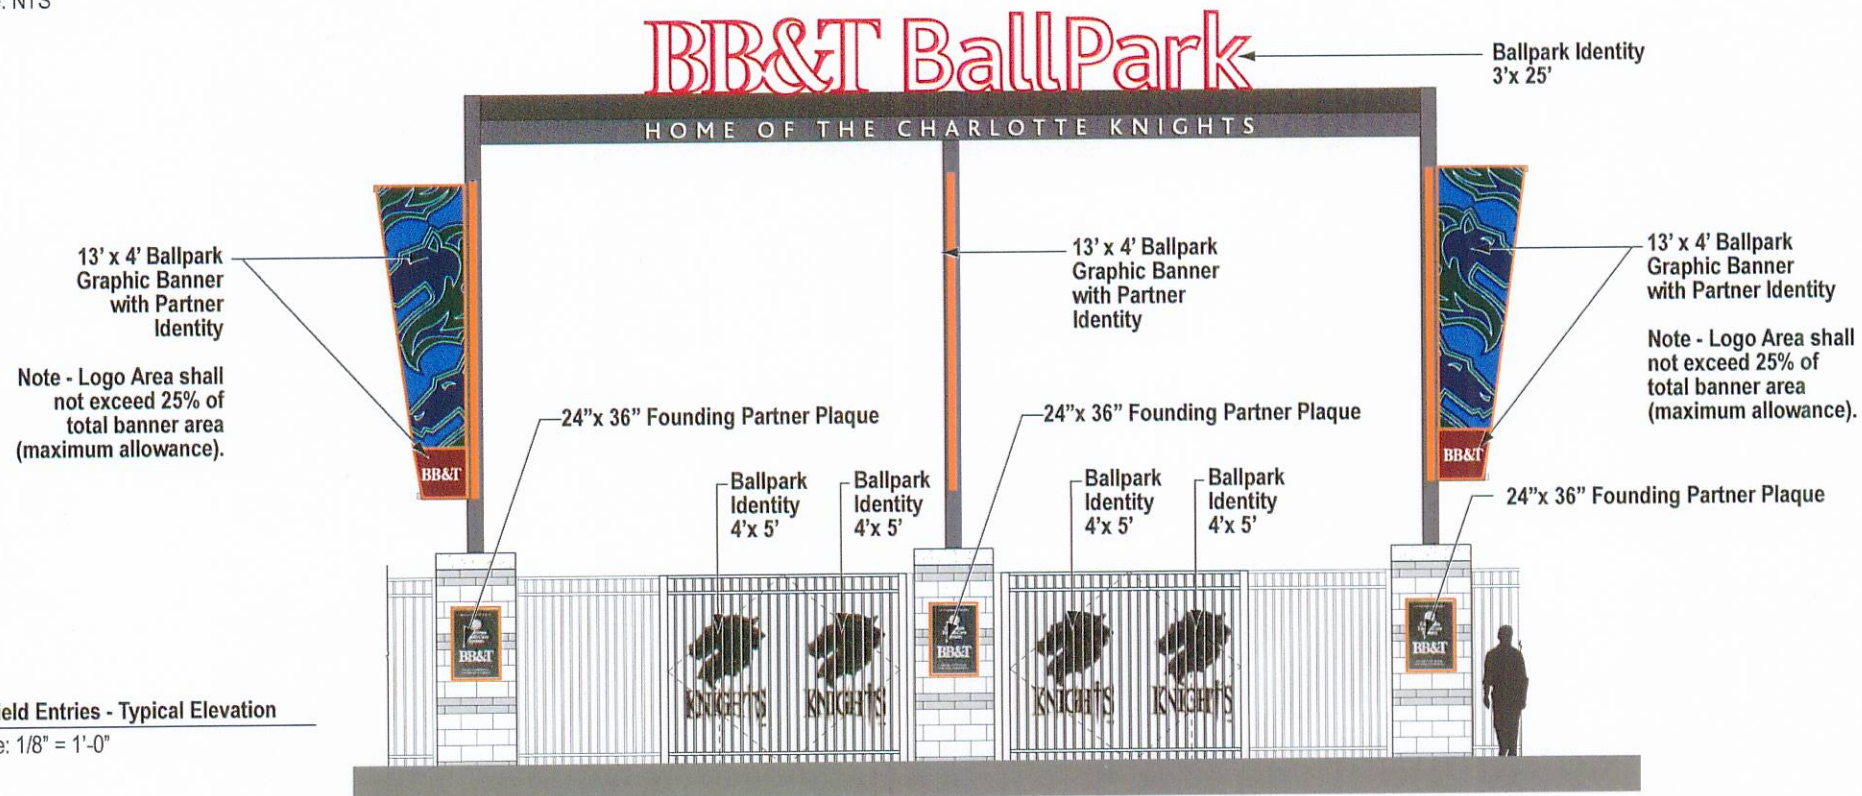 : NTS
BB&T BallPark
Ballpark Identity
3'x 25'
HOME OF THE CHARLOTTE KNIGHTS
13' x 4' Ballpark
Graphic Banner
with Partner
Identity
Note - Logo Area shall
not exceed 25% of
total banner area
(maximum allowance).
13' x 4' Ballpark
Graphic Banner
with Partner
Identity
13' x 4' Ballpark
Graphic Banner
with Partner Identity
Note - Logo Area shall
not exceed 25% of
total banner area
(maximum allowance).
BB&T
BB&T
24"x 36" Founding Partner Plaque
24"x 36" Founding Partner Plaque
24"x 36" Founding Partner Plaque
Ballpark
Identity
4'x 5'
Ballpark
Identity
4'x 5'
Ballpark
Identity
4'x 5'
Ballpark
Identity
4'x 5'
BB&T
BB&T
BB&T
KNIGHTS
KNIGHTS
KNIGHTS
KNIGHTS
ield Entries - Typical Elevation
e: 1/8" = 1'-0"